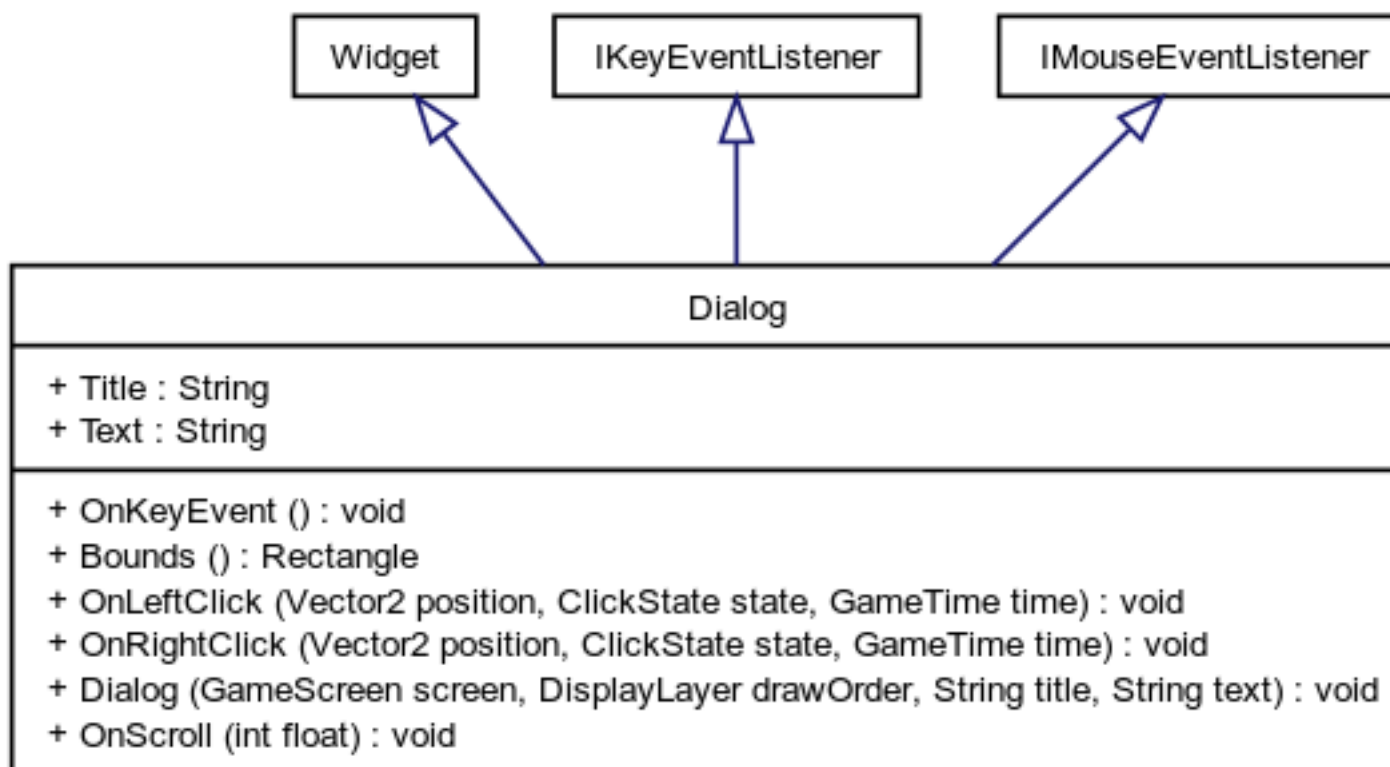 Widget
IKeyEventListener
IMouseEventListener
Dialog
+ Title : String
+ Text : String
+ OnKeyEvent () : void
+ Bounds () : Rectangle
+ OnLeftClick (Vector2 position, ClickState state, GameTime time) : void
+ OnRightClick (Vector2 position, ClickState state, GameTime time) : void
+ Dialog (GameScreen screen, DisplayLayer drawOrder, String title, String text) : void
+ OnScroll (int float) : void